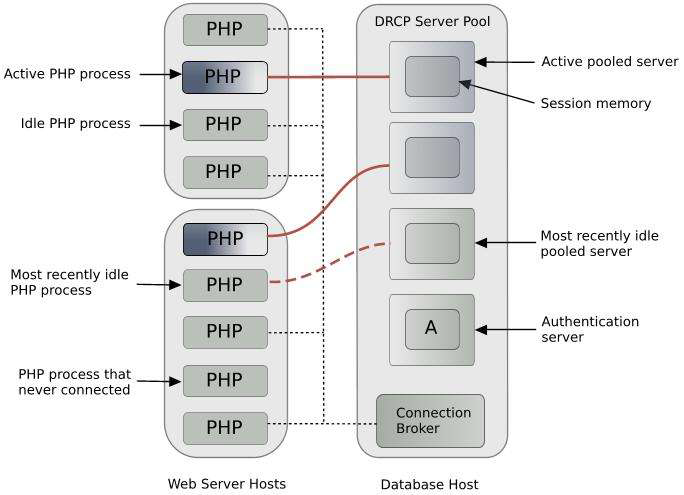 PHP
Active PHP process
PHP
Idle PHP process
PHP
PHP
PHP
Most recently idle
PHP process
PHP
PHP
PHP process that
never connected
PHP
PHP
Web Server Hosts
DRCP Server Pool
Active pooled server
Session memory
Most recently idle
pooled server
A
Authentication
server
Connection
Broker
Database Host